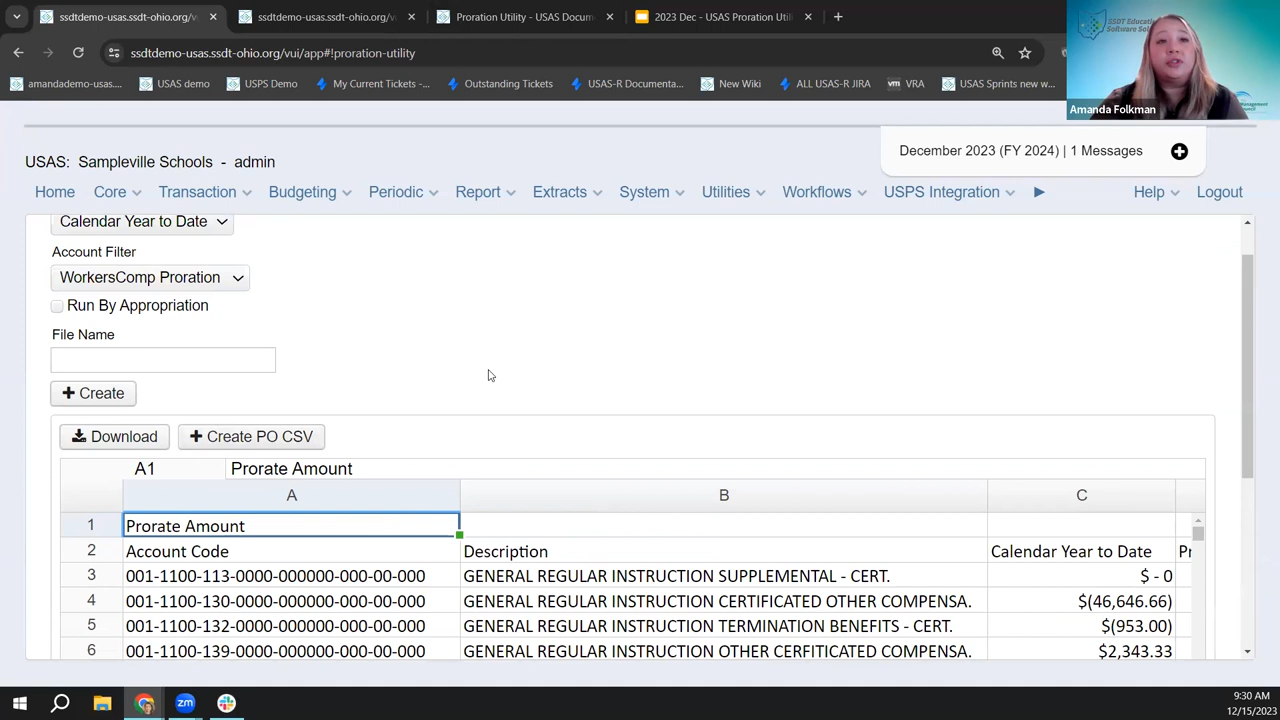 ssdtdemo-usas.ssdt-ohio.org/v
ssdtdemo-usas.ssdt-ohio.org/v
Proration Utility - USAS Docum
2023 Dec - USAS Proration Util
ssdtdemo-usas.ssdt-ohio.org/vui/app#!proration-utility
amandademo-usas....
USAS demo
USPS Demo
My Current Tickets -...
Outstanding Tickets
USAS-R Documenta...
New Wiki
ALL USAS-R JIRA
VRA
USAS Sprints new w...
Amanda Folkman
December 2023 (FY 2024) | 1 Messages
USAS: Sampleville Schools - admin
Home Core Transaction Budgeting Periodic Report Extracts System Utilities Workflows USPS Integration Help Logout
Calendar Year to Date
Account Filter
WorkersComp Proration
Run By Appropriation
File Name
Create
Download Create PO CSV
A1 Prorate Amount
A B C
1 Prorate Amount
2 Account Code Description Calendar Year to Date Pr
3 001-1100-113-0000-000000-000-00-000 GENERAL REGULAR INSTRUCTION SUPPLEMENTAL - CERT. $ - 0
4 001-1100-130-0000-000000-000-00-000 GENERAL REGULAR INSTRUCTION CERTIFICATED OTHER COMPENSA. $(46,646.66)
5 001-1100-132-0000-000000-000-00-000 GENERAL REGULAR INSTRUCTION TERMINATION BENEFITS - CERT. $(953.00)
6 001-1100-139-0000-000000-000-00-000 GENERAL REGULAR INSTRUCTION OTHER CERFITICATED COMPENSA. $2,343.33
zm
9:30 AM
12/15/2023